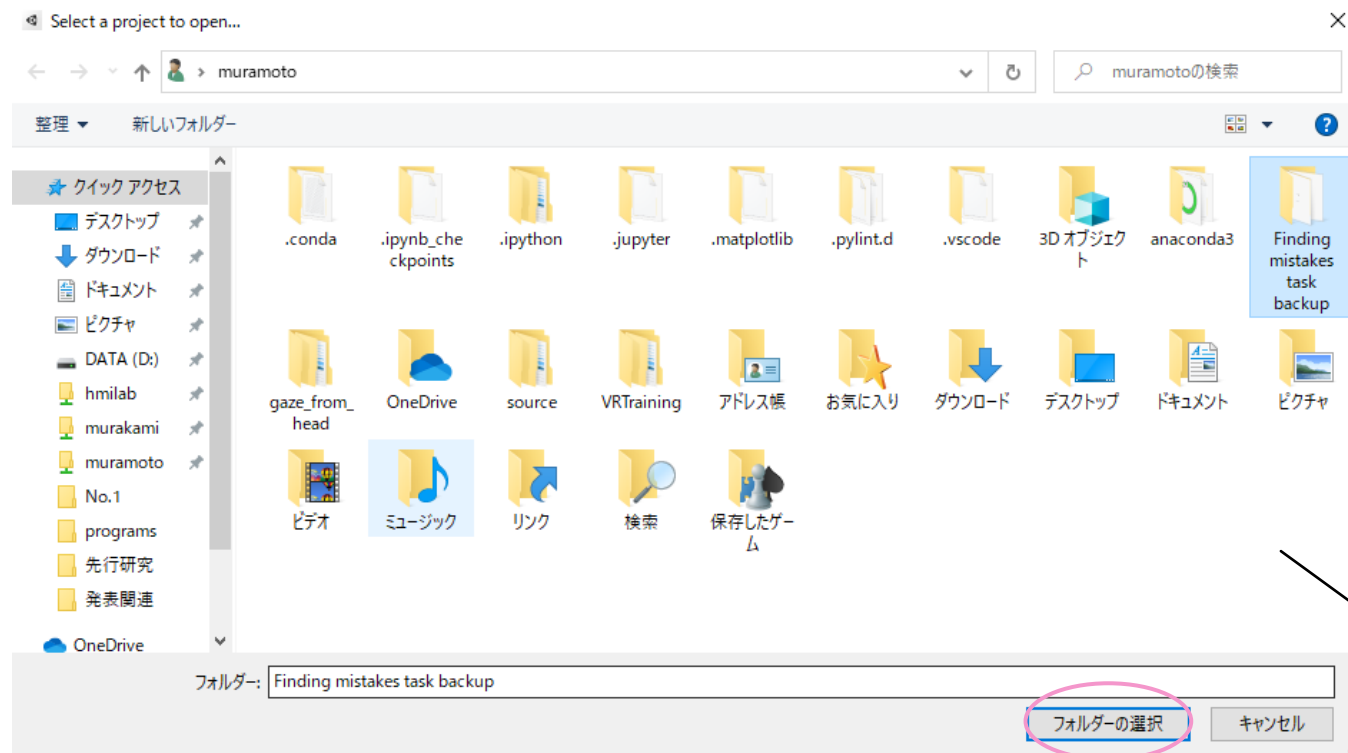 Select a project to open...
muramoto
muramotoの検索
整理
新しいフォルダー
クイック アクセス
デスクトップ
ダウンロード
ドキュメント
ピクチャ
DATA (D:)
hmilab
murakami
muramoto
No.1
programs
先行研究
発表関連
OneDrive
.conda
.ipynb_che
ckpoints
.ipython
.jupyter
.matplotlib
.pylint.d
.vscode
3D オブジェク
ト
anaconda3
Finding
mistakes
task
backup
gaze_from_
head
OneDrive
source
VRTraining
アドレス帳
お気に入り
ダウンロード
デスクトップ
ドキュメント
ピクチャ
ビデオ
ミュージック
リンク
検索
保存したゲー
ム
フォルダー: Finding mistakes task backup
フォルダーの選択
キャンセル